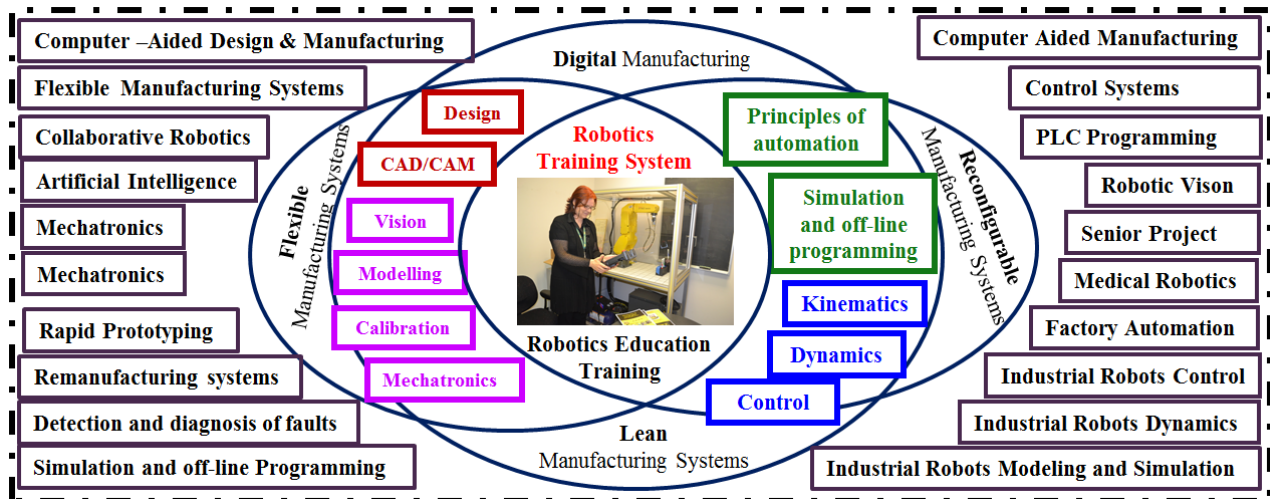 Computer –Aided Design & Manufacturing
Flexible Manufacturing Systems
Collaborative Robotics
Artificial Intelligence
Mechatronics
Mechatronics
Rapid Prototyping
Remanufacturing systems
Detection and diagnosis of faults
Simulation and off-line Programming
Flexible
Manufacturing Systems
Digital Manufacturing
Design
CAD/CAM
Vision
Modelling
Calibration
Mechatronics
Robotics
Training System
Robotics Education
Training
Lean
Manufacturing Systems
Principles of
automation
Simulation
and off-line
programming
Kinematics
Dynamics
Control
Reconfigurable
Manufacturing Systems
Computer Aided Manufacturing
Control Systems
PLC Programming
Robotic Vison
Senior Project
Medical Robotics
Factory Automation
Industrial Robots Control
Industrial Robots Dynamics
Industrial Robots Modeling and Simulation